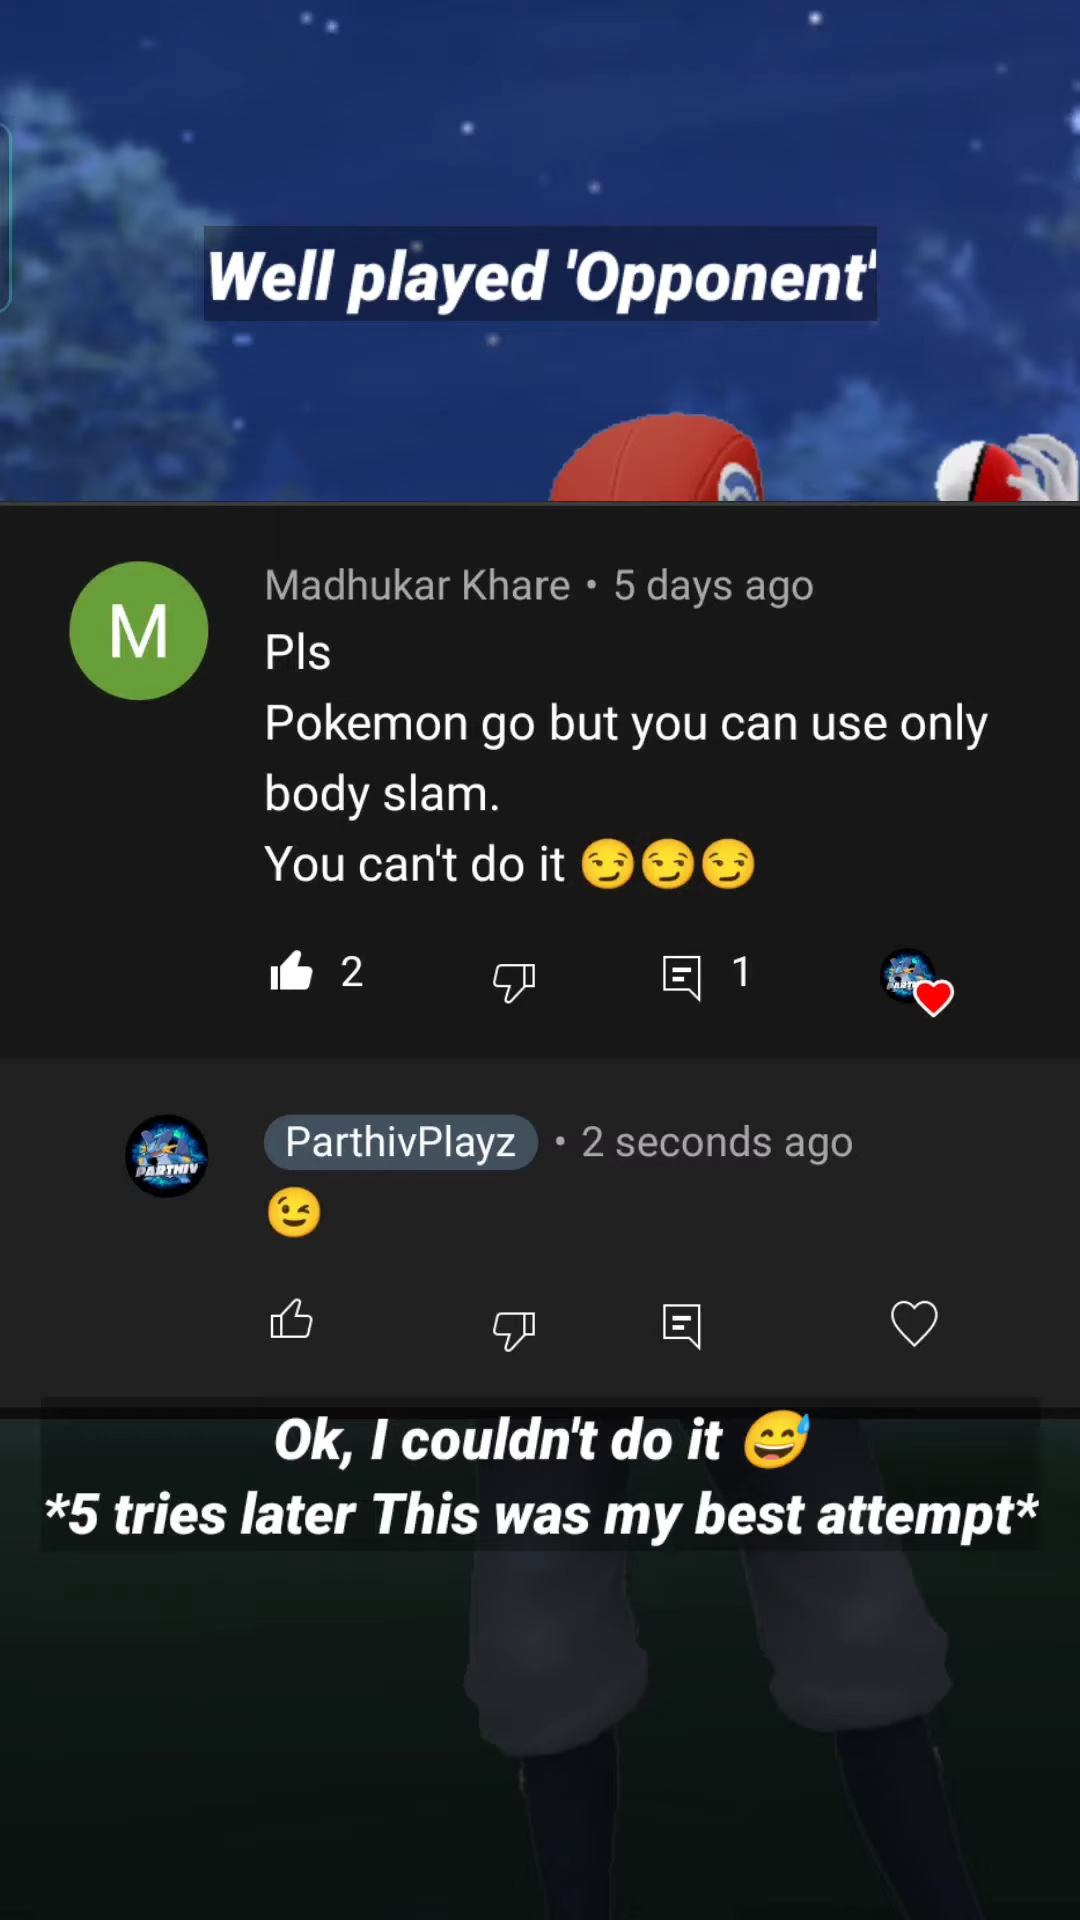 Well played 'Opponent'
Madhukar Khare • 5 days ago
M
Pls
Pokemon go but you can use only
body slam.
You can't do it 😏😏😏
2
1
ParthivPlayz • 2 seconds ago
PARTHIV
😉
Ok, I couldn't do it 😅
*5 tries later This was my best attempt*